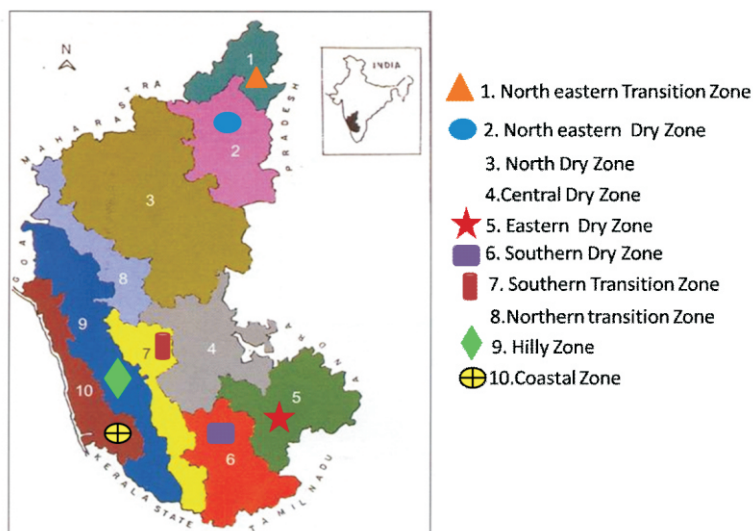 N
INDIA
MAHARASTRA
PRADESH
GOA
ANDRA
KERALA STATE
TAMILNADU
1
2
3
8
9
7
4
10
5
6
1. North eastern Transition Zone
2. North eastern Dry Zone
3. North Dry Zone
4.Central Dry Zone
5. Eastern Dry Zone
6. Southern Dry Zone
7. Southern Transition Zone
8.Northern transition Zone
9. Hilly Zone
10.Coastal Zone